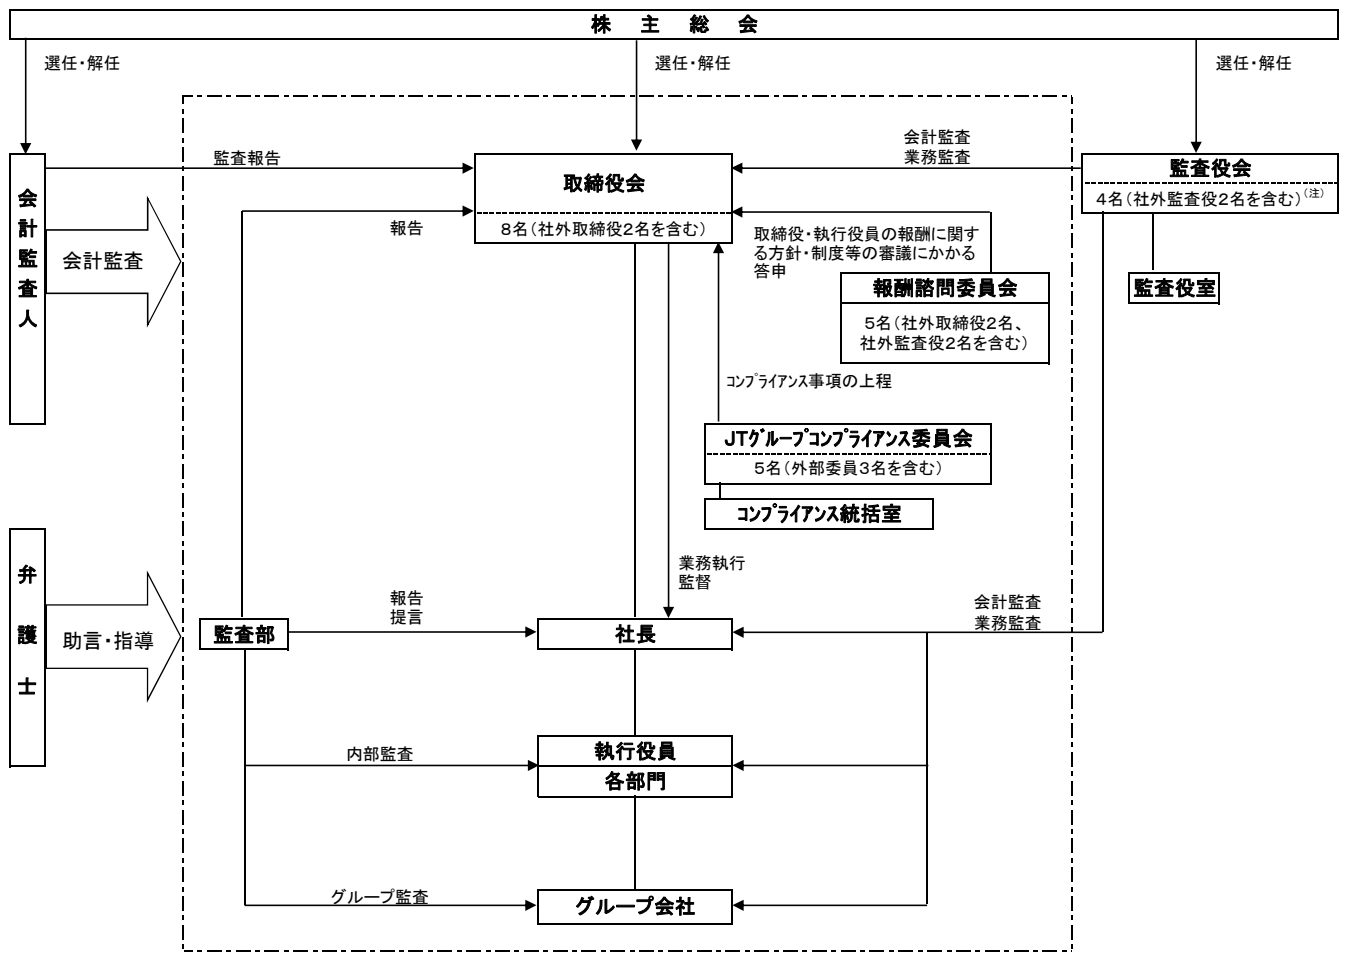 株 主 総 会
選任・解任
選任・解任
選任・解任
会計監査人
監査報告
取締役会
8名(社外取締役2名を含む)
会計監査
業務監査
監査役会
4名(社外監査役2名を含む)(注)
監査役室
会計監査
報告
取締役・執行役員の報酬に関す
る方針・制度等の審議にかかる
答申
報酬諮問委員会
5名(社外取締役2名、
社外監査役2名を含む)
コンプライアンス事項の上程
JTグループコンプライアンス委員会
5名(外部委員3名を含む)
コンプライアンス統括室
業務執行
監督
弁護士
助言・指導
監査部
報告
提言
社長
会計監査
業務監査
内部監査
執行役員
各部門
グループ監査
グループ会社